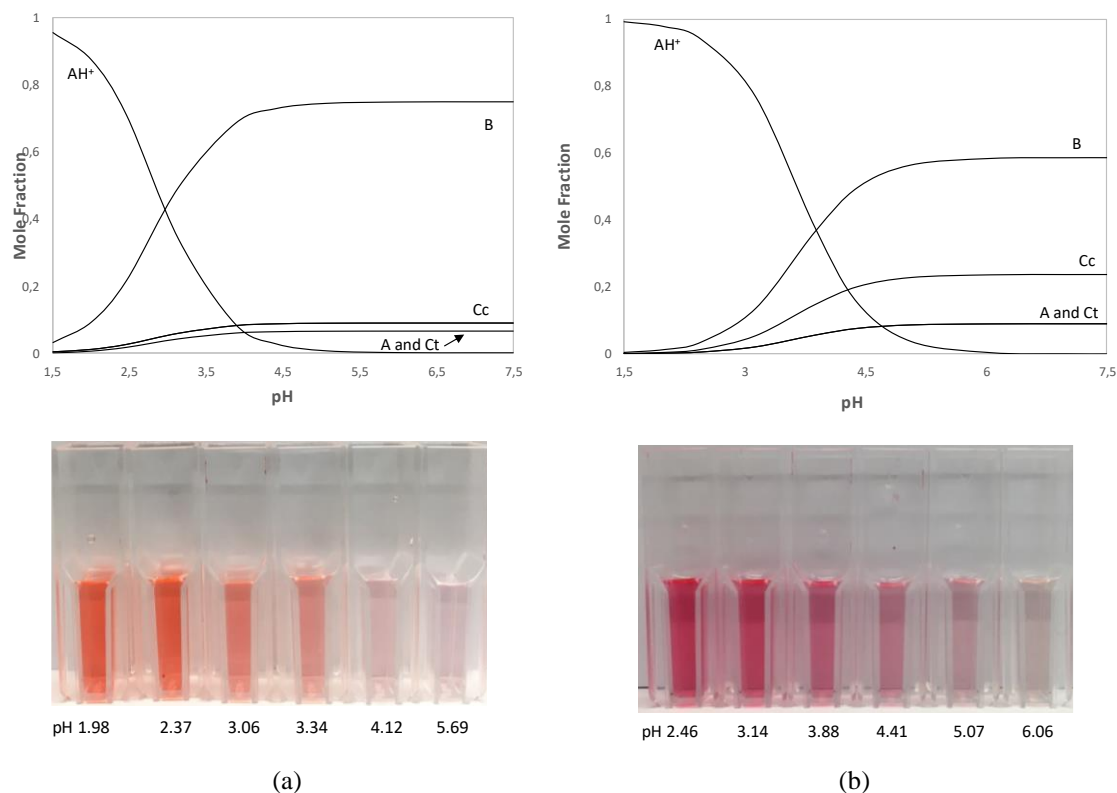 1
0,8
0,6
0,4
0,2
0
AH⁺
B
Cc
A and Ct
1,5
2,5
3,5
4,5
5,5
6,5
7,5
Mole Fraction
pH
1
0,8
0,6
0,4
0,2
0
AH⁺
B
Cc
A and Ct
1,5
3
4,5
6
7,5
Mole Fraction
pH
pH 1.98 2.37 3.06 3.34 4.12 5.69
pH 2.46 3.14 3.88 4.41 5.07 6.06
(a)
(b)